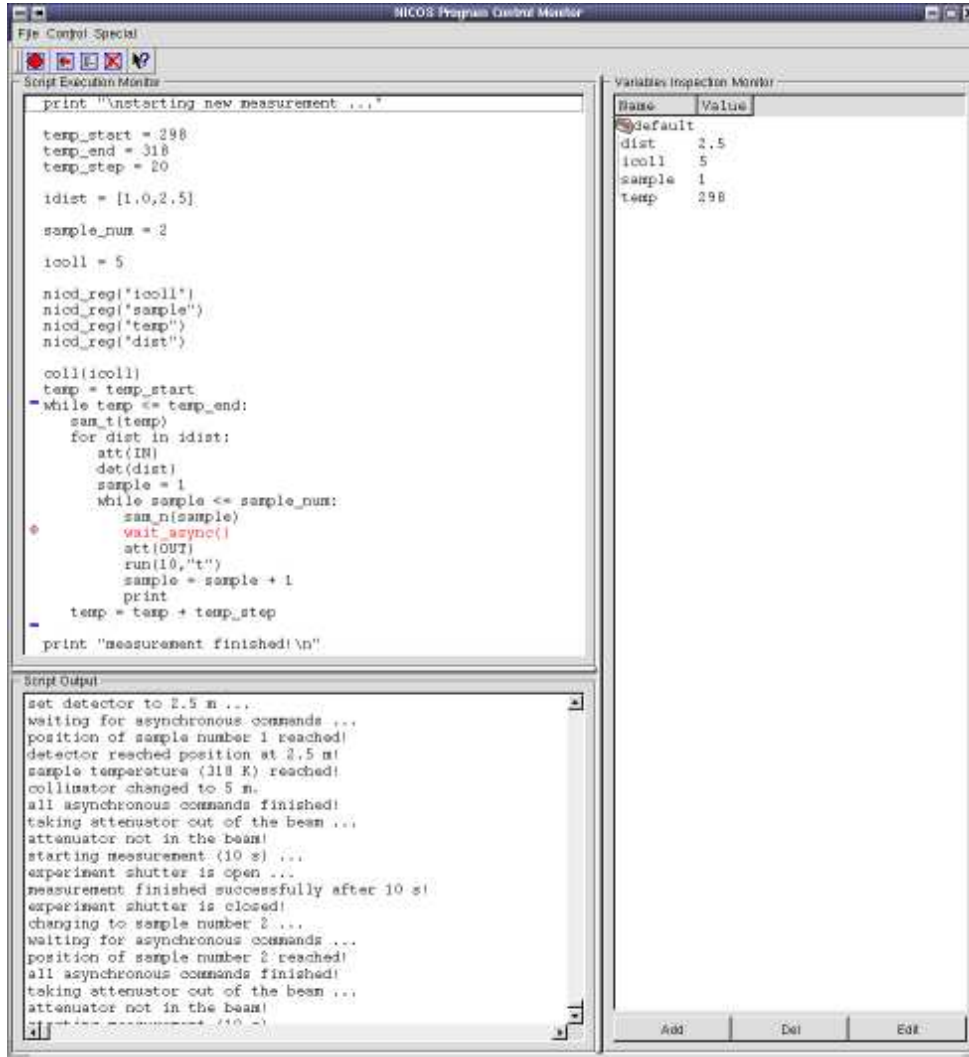 NICOS Program Control Monitor
File Control Special
Script Execution Monitor
print "\nstarting new measurement ..."
temp_start = 298
temp_end = 318
temp_step = 20
idist = [1.0,2.5]
sample_num = 2
icoll = 5
nicd_reg("icoll")
nicd_reg("sample")
nicd_reg("temp")
nicd_reg("dist")
coll(icoll)
temp = temp_start
while temp <= temp_end:
sam_t(temp)
for dist in idist:
att(IN)
det(dist)
sample = 1
while sample <= sample_num:
sam_n(sample)
wait_async()
att(OUT)
run(10,"t")
sample = sample + 1
print
temp = temp + temp_step
print "measurement finished!\n"
Script Output
set detector to 2.5 m ...
waiting for asynchronous commands ...
position of sample number 1 reached!
detector reached position at 2.5 m!
sample temperature (318 K) reached!
collimator changed to 5 m.
all asynchronous commands finished!
taking attenuator out of the beam ...
attenuator not in the beam!
starting measurement (10 s) ...
experiment shutter is open ...
measurement finished successfully after 10 s!
experiment shutter is closed!
changing to sample number 2 ...
waiting for asynchronous commands ...
position of sample number 2 reached!
all asynchronous commands finished!
taking attenuator out of the beam ...
attenuator not in the beam!
starting measurement (10 s)
Variables Inspection Monitor
Name Value
default
dist 2.5
icoll 5
sample 1
temp 298
Add Del Edit